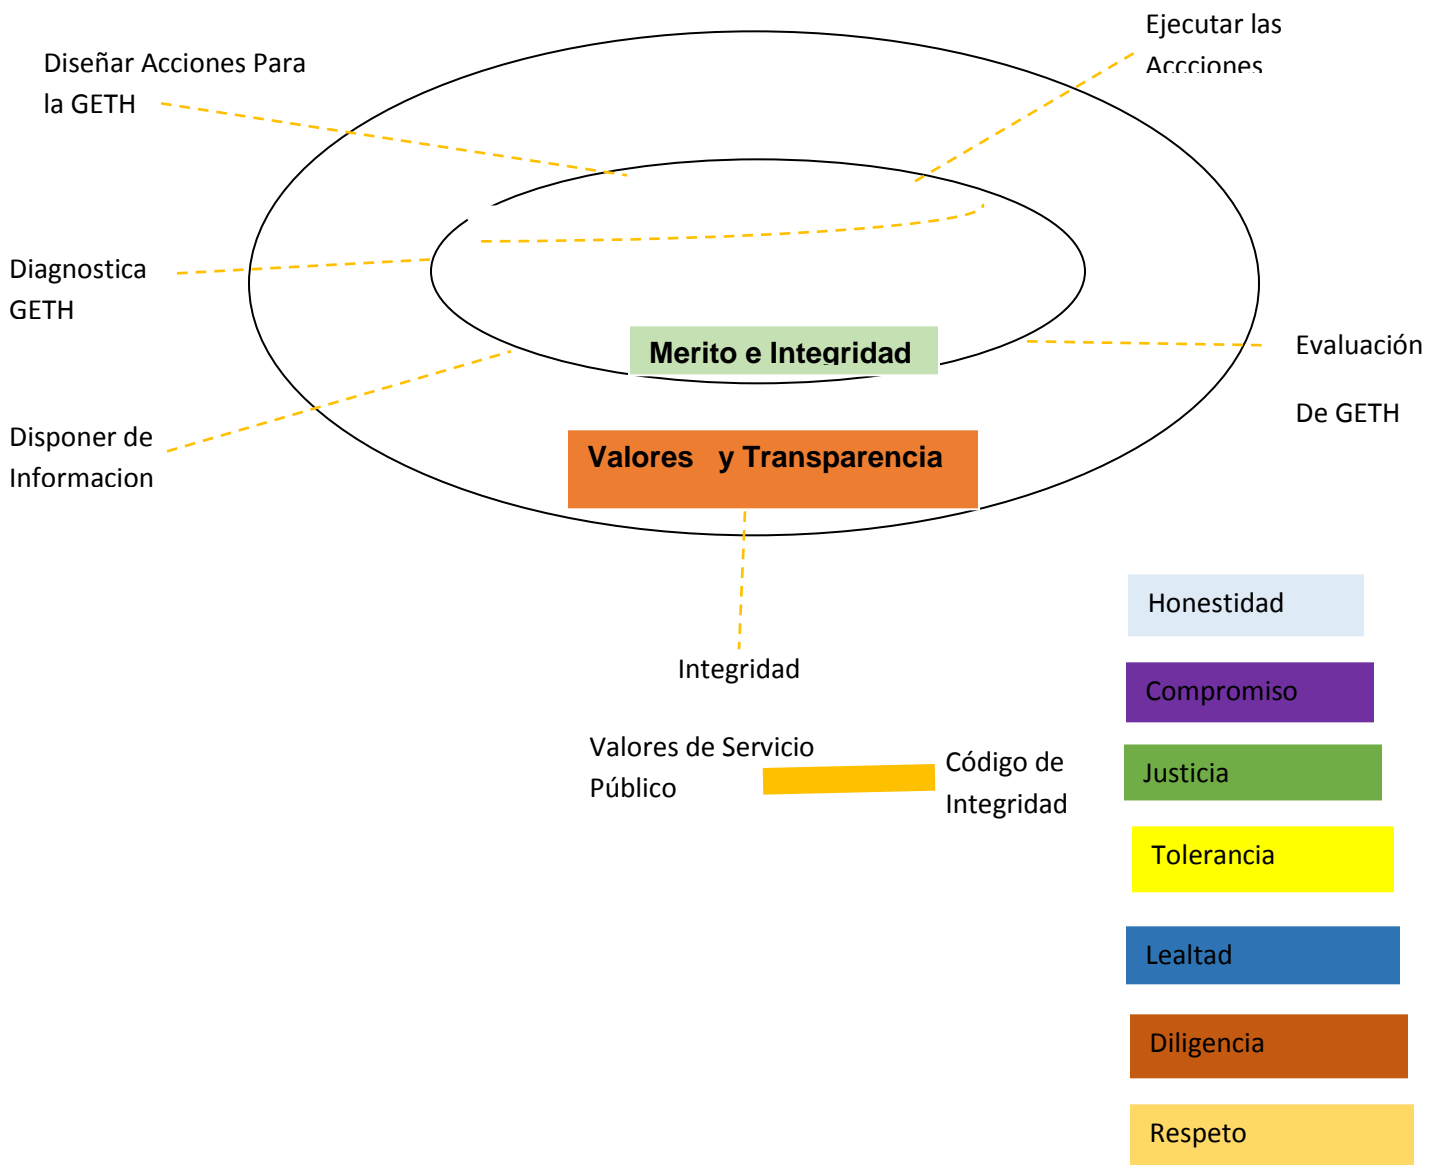 Ejecutar las
Accciones
Diseñar Acciones Para
la GETH
Diagnostica
GETH
Merito e Integridad
Evaluación
De GETH
Disponer de
Informacion
Valores y Transparencia
Integridad
Valores de Servicio
Público
Código de
Integridad
Honestidad
Compromiso
Justicia
Tolerancia
Lealtad
Diligencia
Respeto